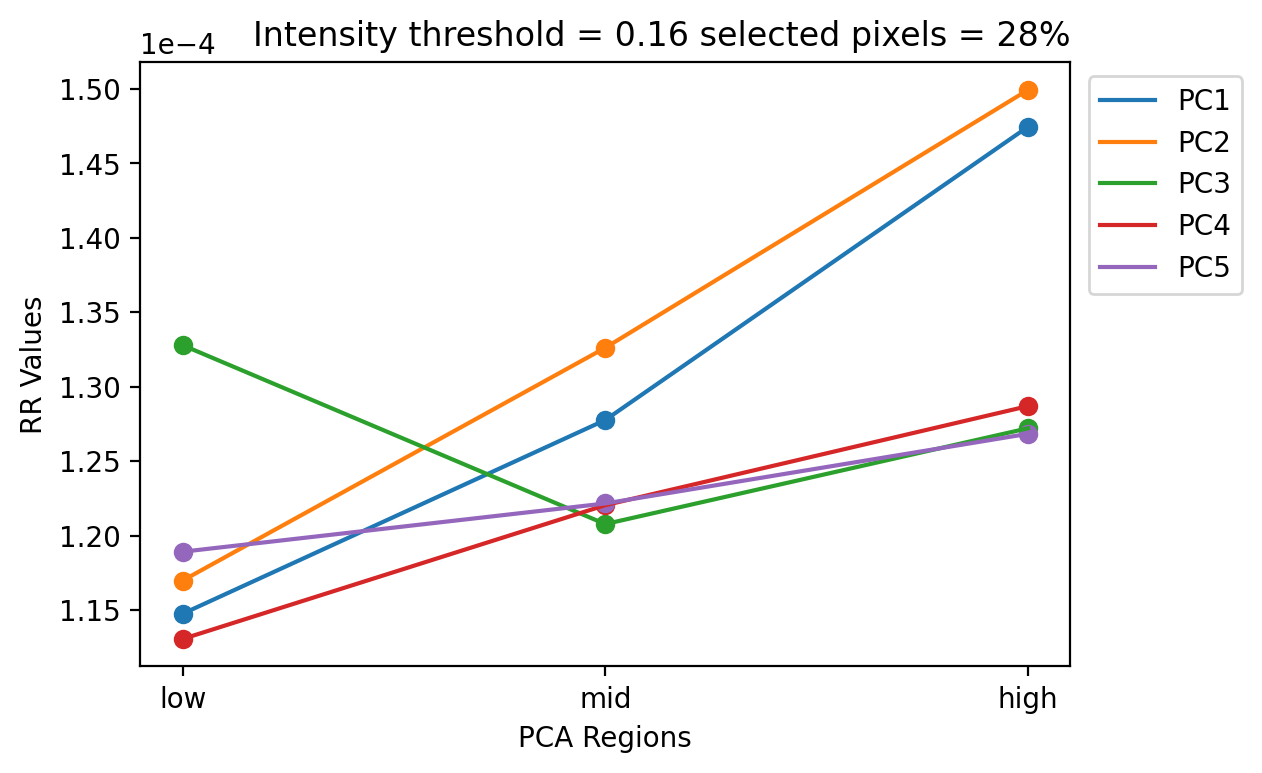 Intensity threshold = 0.16 selected pixels = 28%
1e−4
1.50
1.45
1.40
1.35
1.30
1.25
1.20
1.15
RR Values
low
mid
high
PCA Regions
PC1
PC2
PC3
PC4
PC5